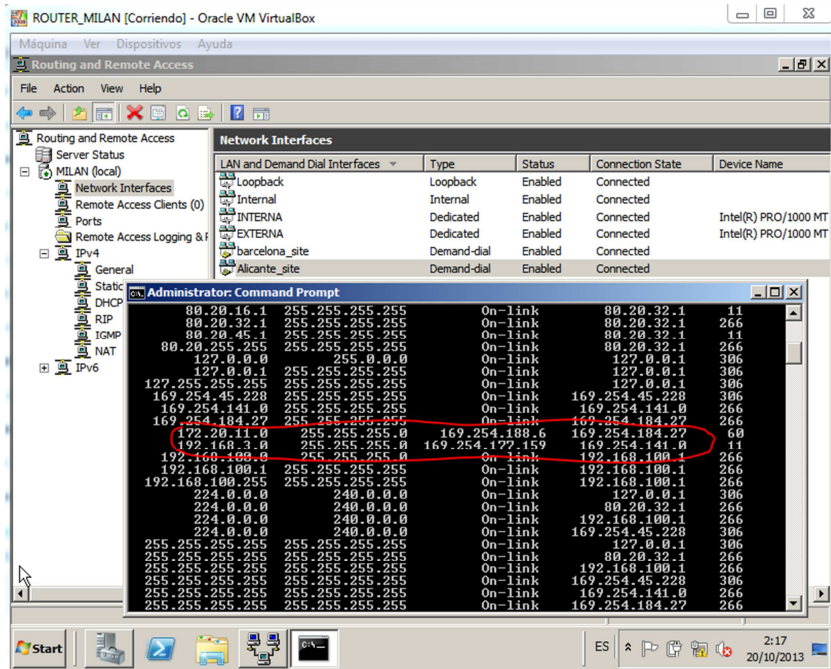 ROUTER_MILAN [Corriendo] - Oracle VM VirtualBox
Máquina Ver Dispositivos Ayuda
Routing and Remote Access
File Action View Help
Routing and Remote Access
Server Status
MILAN (local)
Network Interfaces
Remote Access Clients (0)
Ports
Remote Access Logging & P
IPv4
General
Static
DHCP
RIP
IGMP
NAT
IPv6
Network Interfaces
LAN and Demand Dial Interfaces Type Status Connection State Device Name
Loopback Loopback Enabled Connected
Internal Internal Enabled Connected
INTERNA Dedicated Enabled Connected Intel(R) PRO/1000 MT
EXTERNA Dedicated Enabled Connected Intel(R) PRO/1000 MT
barcelona_site Demand-dial Enabled Connected
Alicante_site Demand-dial Enabled Connected
Administrator: Command Prompt
80.20.16.1 255.255.255.255 On-link 80.20.32.1 11
80.20.32.1 255.255.255.255 On-link 80.20.32.1 266
80.20.45.1 255.255.255.255 On-link 80.20.32.1 11
80.20.255.255 255.255.255.255 On-link 80.20.32.1 266
127.0.0.0 255.0.0.0 On-link 127.0.0.1 306
127.0.0.1 255.255.255.255 On-link 127.0.0.1 306
127.255.255.255 255.255.255.255 On-link 127.0.0.1 306
169.254.45.228 255.255.255.255 On-link 169.254.45.228 306
169.254.141.0 255.255.255.255 On-link 169.254.141.0 266
169.254.184.27 255.255.255.255 On-link 169.254.184.27 266
172.20.11.0 255.255.255.0 169.254.188.6 169.254.184.27 60
192.168.3.0 255.255.255.0 169.254.177.159 169.254.141.0 11
192.168.100.0 255.255.255.0 On-link 192.168.100.1 266
192.168.100.1 255.255.255.255 On-link 192.168.100.1 266
192.168.100.255 255.255.255.255 On-link 192.168.100.1 266
224.0.0.0 240.0.0.0 On-link 127.0.0.1 306
224.0.0.0 240.0.0.0 On-link 80.20.32.1 266
224.0.0.0 240.0.0.0 On-link 192.168.100.1 266
224.0.0.0 240.0.0.0 On-link 169.254.45.228 306
255.255.255.255 255.255.255.255 On-link 127.0.0.1 306
255.255.255.255 255.255.255.255 On-link 80.20.32.1 266
255.255.255.255 255.255.255.255 On-link 192.168.100.1 266
255.255.255.255 255.255.255.255 On-link 169.254.45.228 306
255.255.255.255 255.255.255.255 On-link 169.254.141.0 266
255.255.255.255 255.255.255.255 On-link 169.254.184.27 266
Start ES 2:17
20/10/2013